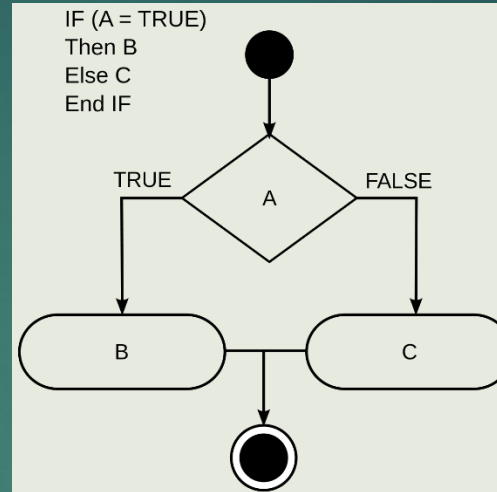 IF (A = TRUE)
Then B
Else C
End IF
TRUE
FALSE
A
B
C